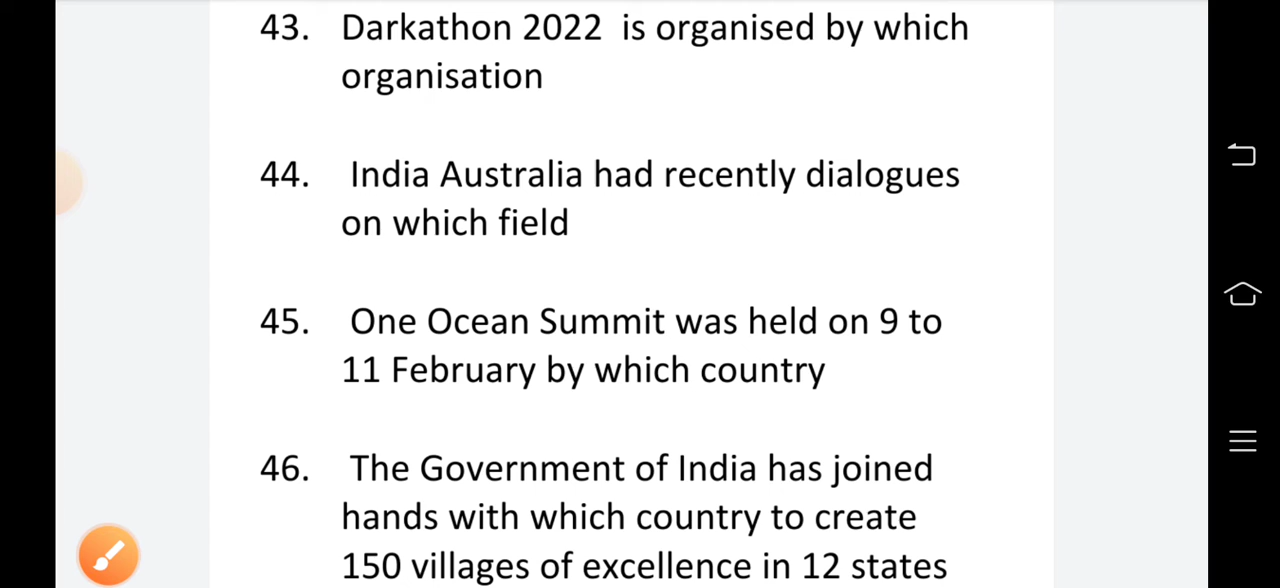 43. Darkathon 2022 is organised by which
organisation
44. India Australia had recently dialogues
on which field
45. One Ocean Summit was held on 9 to
11 February by which country
46. The Government of India has joined
hands with which country to create
150 villages of excellence in 12 states